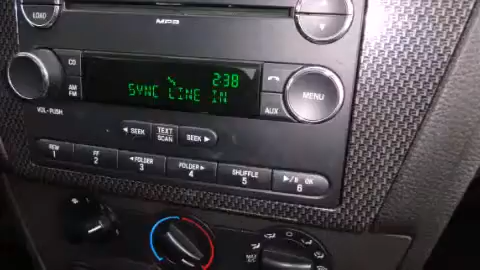 LOAD
MP3
CD
2:38
SYNC LINE IN
AM
FM
MENU
AUX
VOL-PUSH
◄ SEEK
TEXT
SCAN
SEEK ►
REW
1
FF
2
◄ FOLDER
3
FOLDER ►
4
SHUFFLE
5
►/II OK
6
MAX
A/C